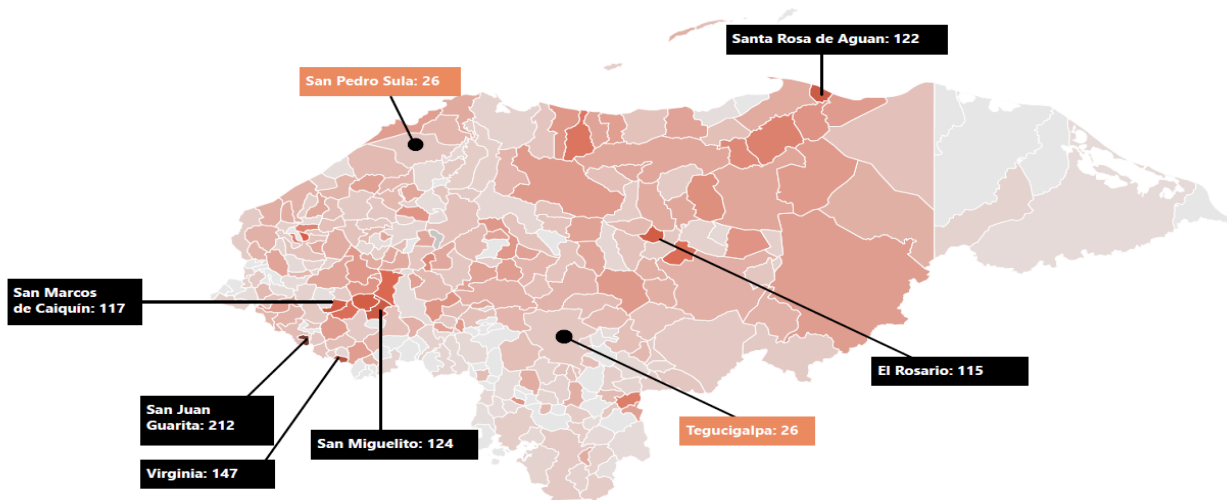 Santa Rosa de Aguan: 122
San Pedro Sula: 26
San Marcos
de Caiquín: 117
El Rosario: 115
San Juan
Guarita: 212
San Miguelito: 124
Tegucigalpa: 26
Virginia: 147